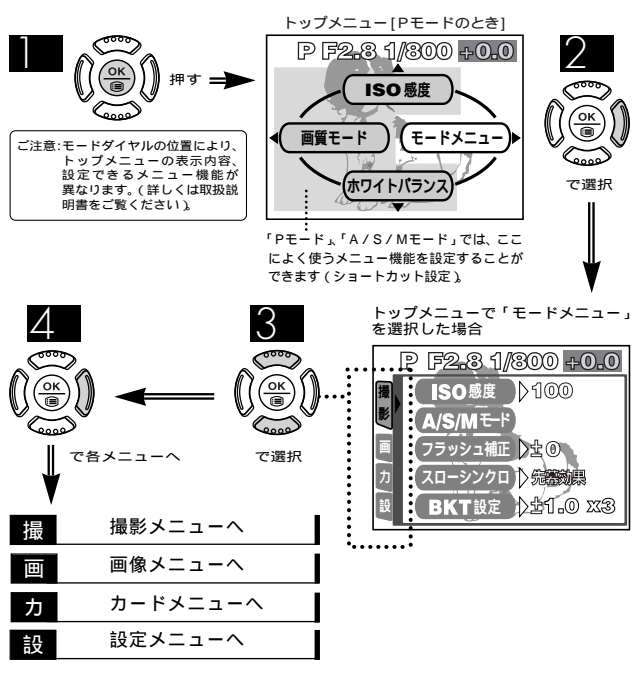 1
OK
押す
トップメニュー[Pモードのとき]
P F2.8 1/800 +0.0
ISO感度
画質モード
モードメニュー
ホワイトバランス
2
OK
で選択
ご注意:モードダイヤルの位置により、
トップメニューの表示内容、
設定できるメニュー機能が
異なります。(詳しくは取扱説
明書をご覧ください)。
「Pモード」、「A/S/Mモード」では、ここ
によく使うメニュー機能を設定することが
できます(ショートカット設定)。
トップメニューで「モードメニュー」
を選択した場合
P F2.8 1/800 +0.0
撮影
画
カ
設
ISO感度 100
A/S/Mモード
フラッシュ補正 ±0
スローシンクロ 先幕効果
BKT設定 ±1.0 x3
3
OK
で選択
4
OK
で各メニューへ
撮 撮影メニューへ
画 画像メニューへ
カ カードメニューへ
設 設定メニューへ